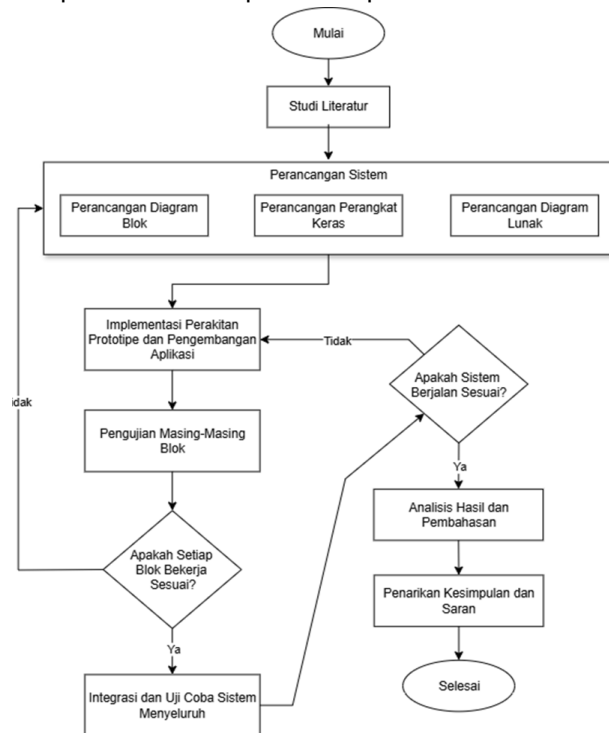 Mulai
Studi Literatur
Perancangan Sistem
Perancangan Diagram
Blok
Perancangan Perangkat
Keras
Perancangan Diagram
Lunak
Implementasi Perakitan
Prototipe dan Pengembangan
Aplikasi
Tidak
Apakah Sistem
Berjalan Sesuai?
idak
Pengujian Masing-Masing
Blok
Ya
Analisis Hasil dan
Pembahasan
Apakah Setiap
Blok Bekerja
Sesuai?
Penarikan Kesimpulan dan
Saran
Ya
Integrasi dan Uji Coba Sistem
Menyeluruh
Selesai